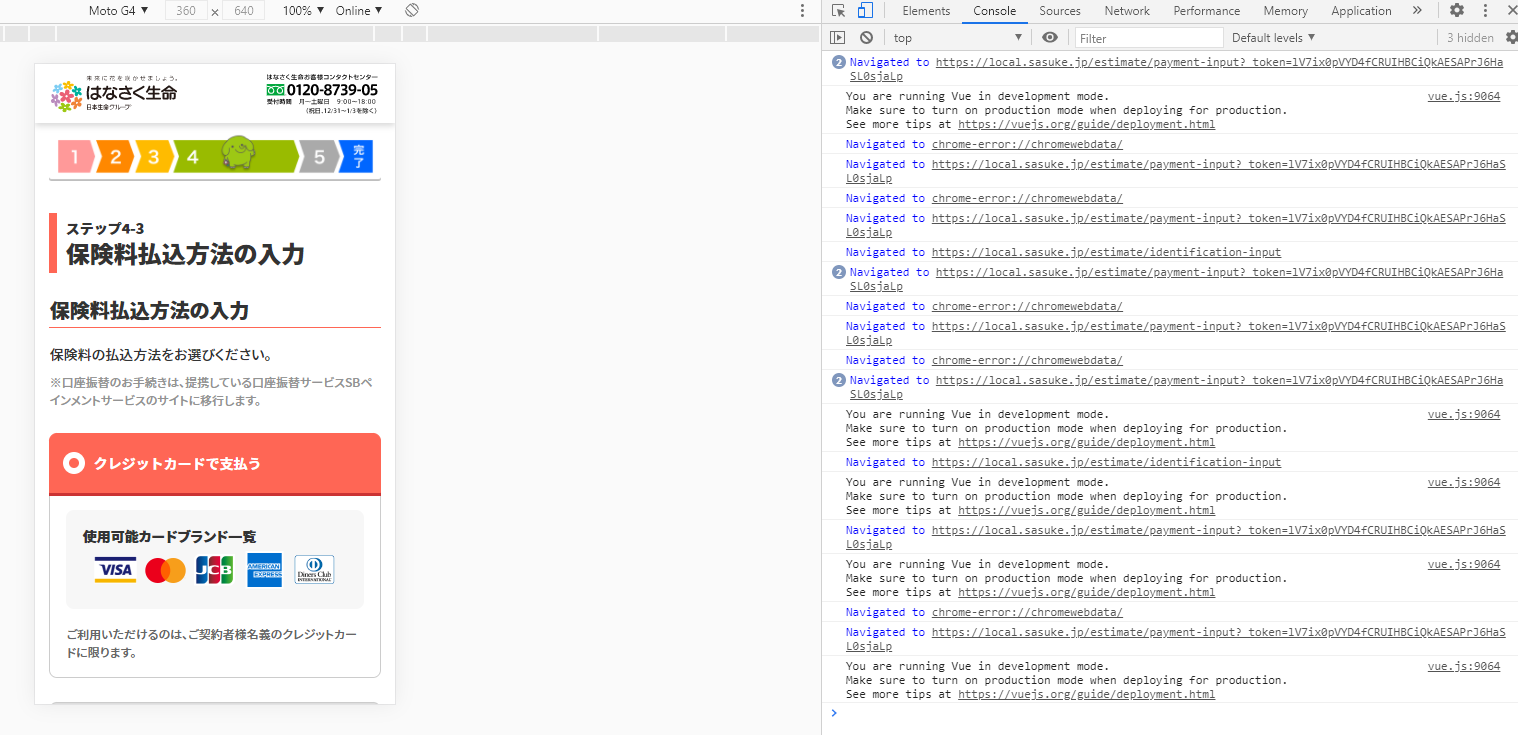 Moto G4 ▼ 360 x 640 100% ▼ Online ▼
未来に花を咲かせましょう。
はなさく生命
日本生命グループ
はなさく生命お客様コンタクトセンター
0120-8739-05
受付時間 月~土曜日 9:00~18:00
(祝日、12/31~1/3を除く)
1 2 3 4 5 完了
ステップ4-3
保険料払込方法の入力
保険料払込方法の入力
保険料の払込方法をお選びください。
※口座振替のお手続きは、提携している口座振替サービスSBペ
インメントサービスのサイトに移行します。
クレジットカードで支払う
使用可能カードブランド一覧
VISA JCB AMERICAN EXPRESS Diners Club INTERNATIONAL
ご利用いただけるのは、ご契約者様名義のクレジットカー
ドに限ります。
Elements Console Sources Network Performance Memory Application »
top ▼ Filter Default levels ▼ 3 hidden
2 Navigated to https://local.sasuke.jp/estimate/payment-input?_token=lV7ix0pVYD4fCRUIHBCiQkAESAPrJ6Ha
SL0sjaLp
You are running Vue in development mode. vue.js:9064
Make sure to turn on production mode when deploying for production.
See more tips at https://vuejs.org/guide/deployment.html
Navigated to chrome-error://chromewebdata/
Navigated to https://local.sasuke.jp/estimate/payment-input?_token=lV7ix0pVYD4fCRUIHBCiQkAESAPrJ6HaS
L0sjaLp
Navigated to chrome-error://chromewebdata/
Navigated to https://local.sasuke.jp/estimate/payment-input?_token=lV7ix0pVYD4fCRUIHBCiQkAESAPrJ6HaS
L0sjaLp
Navigated to https://local.sasuke.jp/estimate/identification-input
2 Navigated to https://local.sasuke.jp/estimate/payment-input?_token=lV7ix0pVYD4fCRUIHBCiQkAESAPrJ6Ha
SL0sjaLp
Navigated to chrome-error://chromewebdata/
Navigated to https://local.sasuke.jp/estimate/payment-input?_token=lV7ix0pVYD4fCRUIHBCiQkAESAPrJ6HaS
L0sjaLp
Navigated to chrome-error://chromewebdata/
2 Navigated to https://local.sasuke.jp/estimate/payment-input?_token=lV7ix0pVYD4fCRUIHBCiQkAESAPrJ6Ha
SL0sjaLp
You are running Vue in development mode. vue.js:9064
Make sure to turn on production mode when deploying for production.
See more tips at https://vuejs.org/guide/deployment.html
Navigated to https://local.sasuke.jp/estimate/identification-input
You are running Vue in development mode. vue.js:9064
Make sure to turn on production mode when deploying for production.
See more tips at https://vuejs.org/guide/deployment.html
Navigated to https://local.sasuke.jp/estimate/payment-input?_token=lV7ix0pVYD4fCRUIHBCiQkAESAPrJ6HaS
L0sjaLp
You are running Vue in development mode. vue.js:9064
Make sure to turn on production mode when deploying for production.
See more tips at https://vuejs.org/guide/deployment.html
Navigated to chrome-error://chromewebdata/
Navigated to https://local.sasuke.jp/estimate/payment-input?_token=lV7ix0pVYD4fCRUIHBCiQkAESAPrJ6HaS
L0sjaLp
You are running Vue in development mode. vue.js:9064
Make sure to turn on production mode when deploying for production.
See more tips at https://vuejs.org/guide/deployment.html